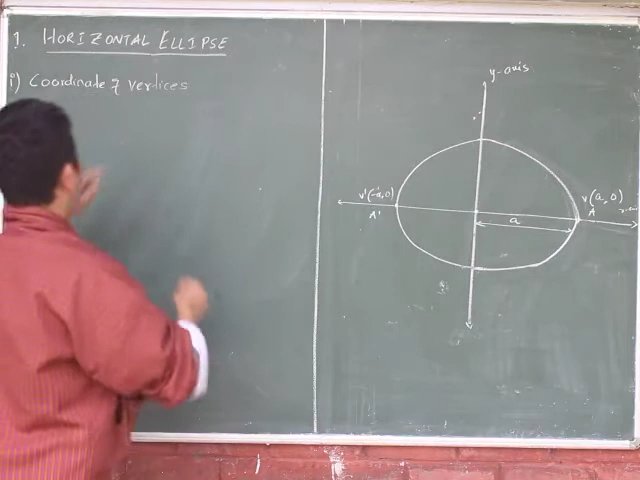 1. HORIZONTAL ELLIPSE
i) Coordinate of vertices
y-axis
v'(-a,0)
A'
v(a,0)
A
a